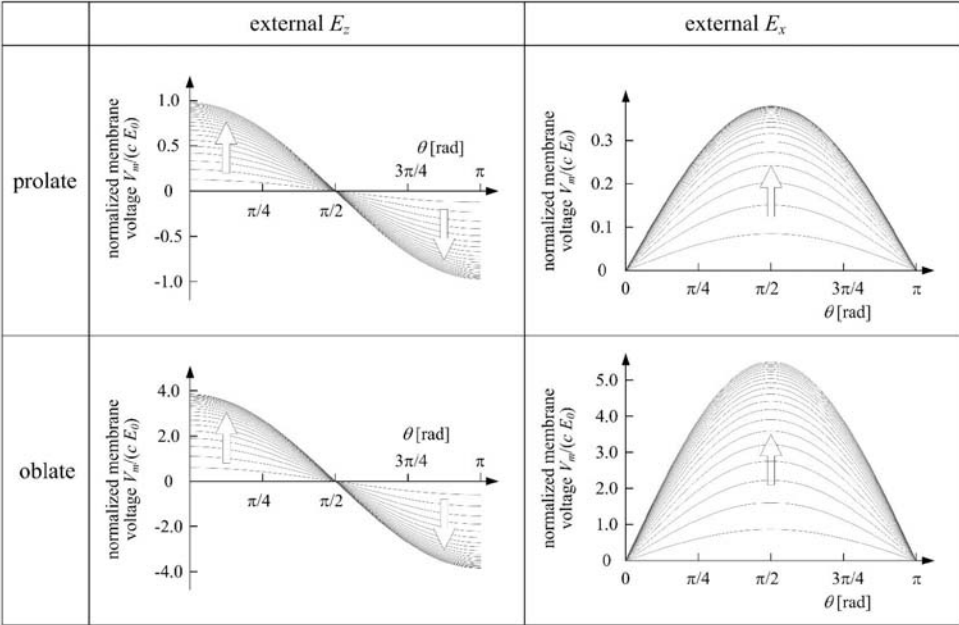 external E_z
external E_x
prolate
normalized membrane
voltage V_m/(c E_0)
1.0
0.5
0
-0.5
-1.0
θ [rad]
3π/4
π
π/4
π/2
normalized membrane
voltage V_m/(c E_0)
0.3
0.2
0.1
0
0
π/4
π/2
3π/4
π
θ [rad]
oblate
normalized membrane
voltage V_m/(c E_0)
4.0
2.0
0
-2.0
-4.0
θ [rad]
3π/4
π
π/4
π/2
normalized membrane
voltage V_m/(c E_0)
5.0
4.0
3.0
2.0
1.0
0
0
π/4
π/2
3π/4
π
θ [rad]